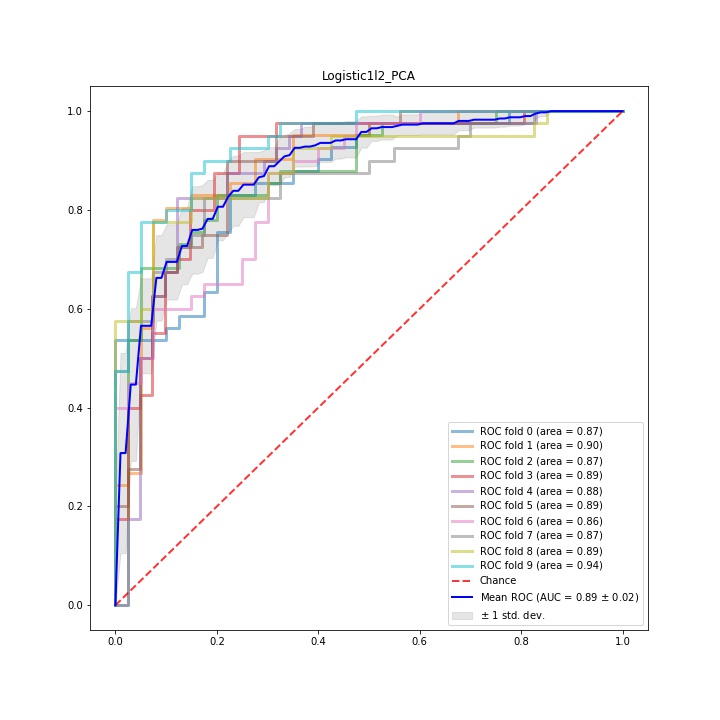 Logistic1l2_PCA
1.0
0.8
0.6
0.4
0.2
0.0
ROC fold 0 (area = 0.87)
ROC fold 1 (area = 0.90)
ROC fold 2 (area = 0.87)
ROC fold 3 (area = 0.89)
ROC fold 4 (area = 0.88)
ROC fold 5 (area = 0.89)
ROC fold 6 (area = 0.86)
ROC fold 7 (area = 0.87)
ROC fold 8 (area = 0.89)
ROC fold 9 (area = 0.94)
Chance
Mean ROC (AUC = 0.89 ± 0.02)
± 1 std. dev.
0.0 0.2 0.4 0.6 0.8 1.0